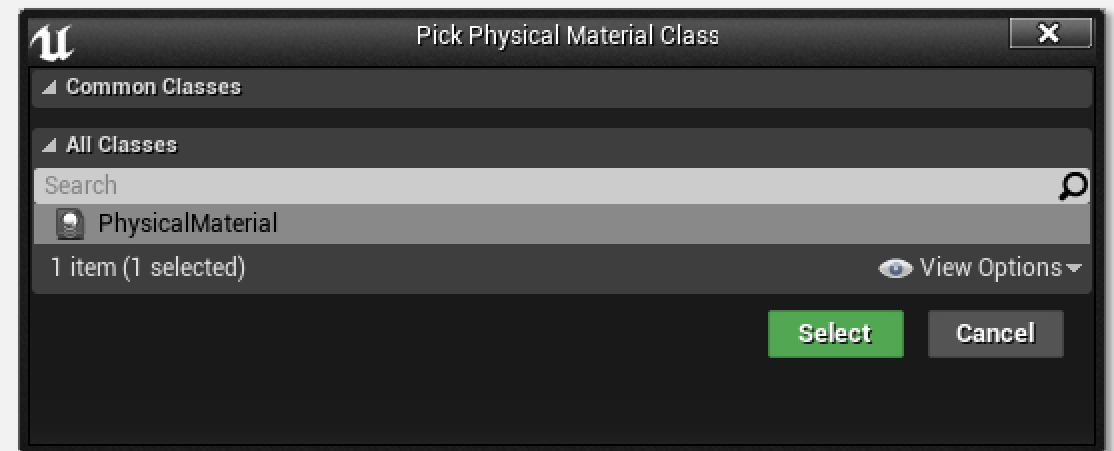 Pick Physical Material Class
Common Classes
All Classes
Search
PhysicalMaterial
1 item (1 selected)
View Options
Select
Cancel